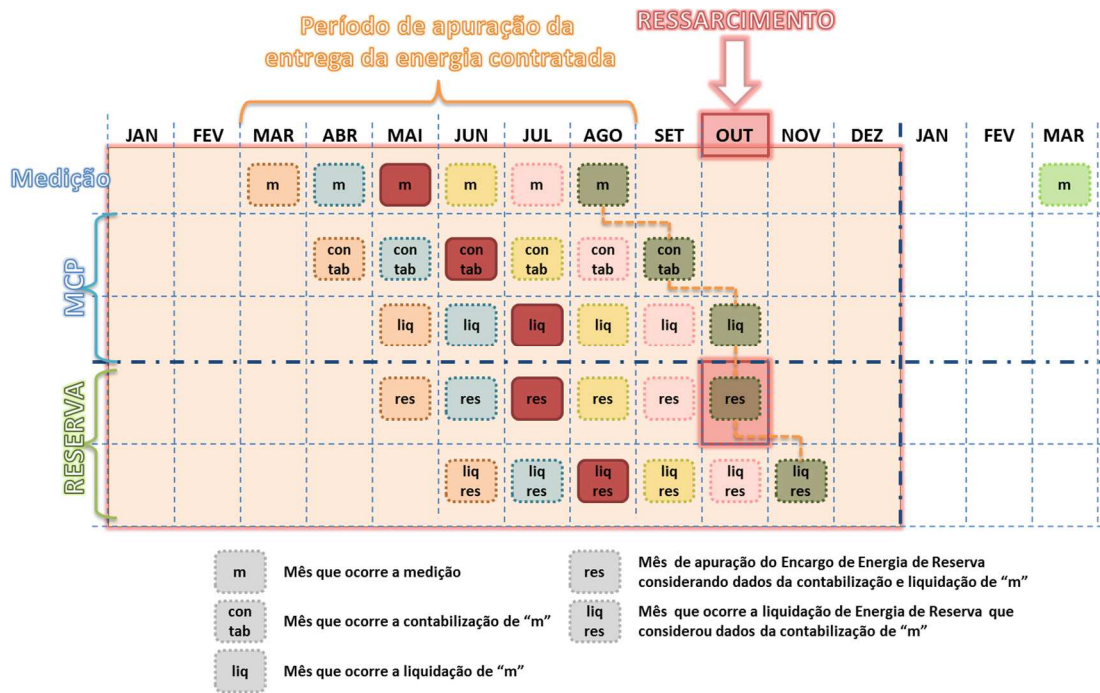 RESSARCIMENTO
Período de apuração da
entrega da energia contratada
JAN FEV MAR ABR MAI JUN JUL AGO SET OUT NOV DEZ JAN FEV MAR
Medição m m m m m m m
MCP
con con con con con con
tab tab tab tab tab tab
liq liq liq liq liq liq
RESERVA
res res res res res res
liq liq liq liq liq liq
res res res res res res
m Mês que ocorre a medição
con
tab
Mês que ocorre a contabilização de “m”
liq Mês que ocorre a liquidação de “m”
res
Mês de apuração do Encargo de Energia de Reserva
considerando dados da contabilização e liquidação de “m”
liq
res
Mês que ocorre a liquidação de Energia de Reserva que
considerou dados da contabilização de “m”